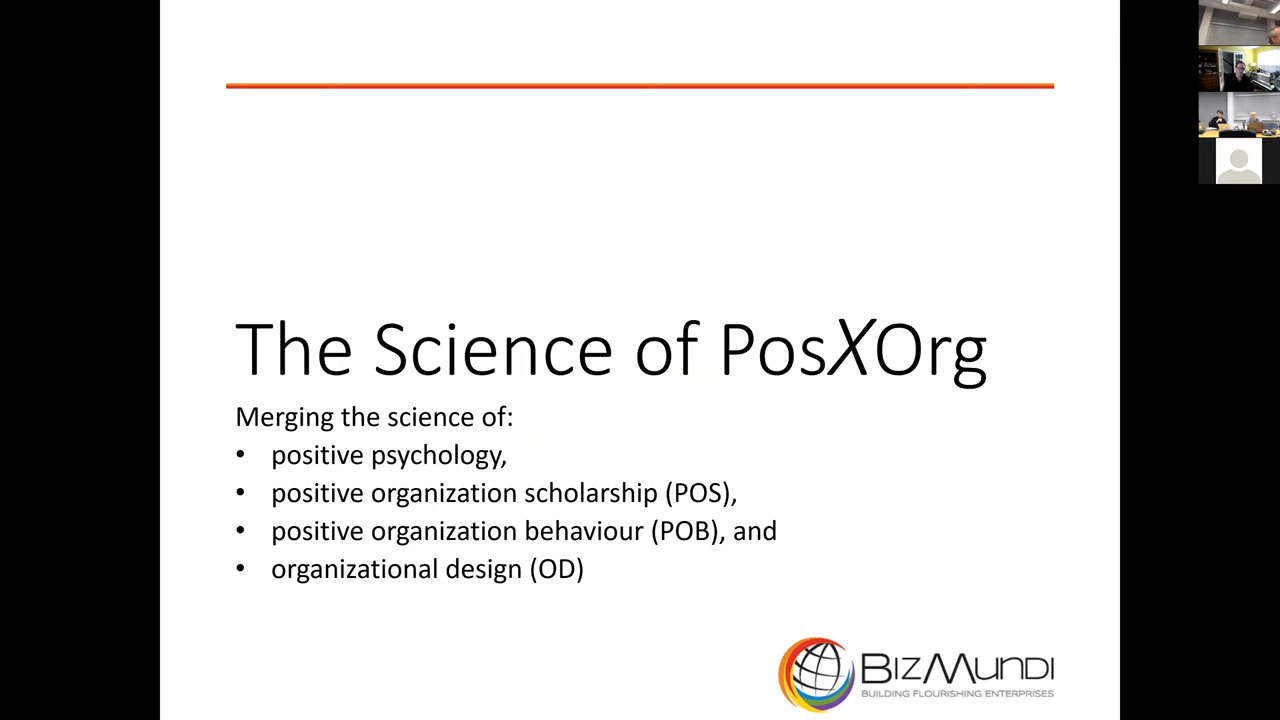 The Science of PosXOrg
Merging the science of:
• positive psychology,
• positive organization scholarship (POS),
• positive organization behaviour (POB), and
• organizational design (OD)
BIZMUNDI
BUILDING FLOURISHING ENTERPRISES